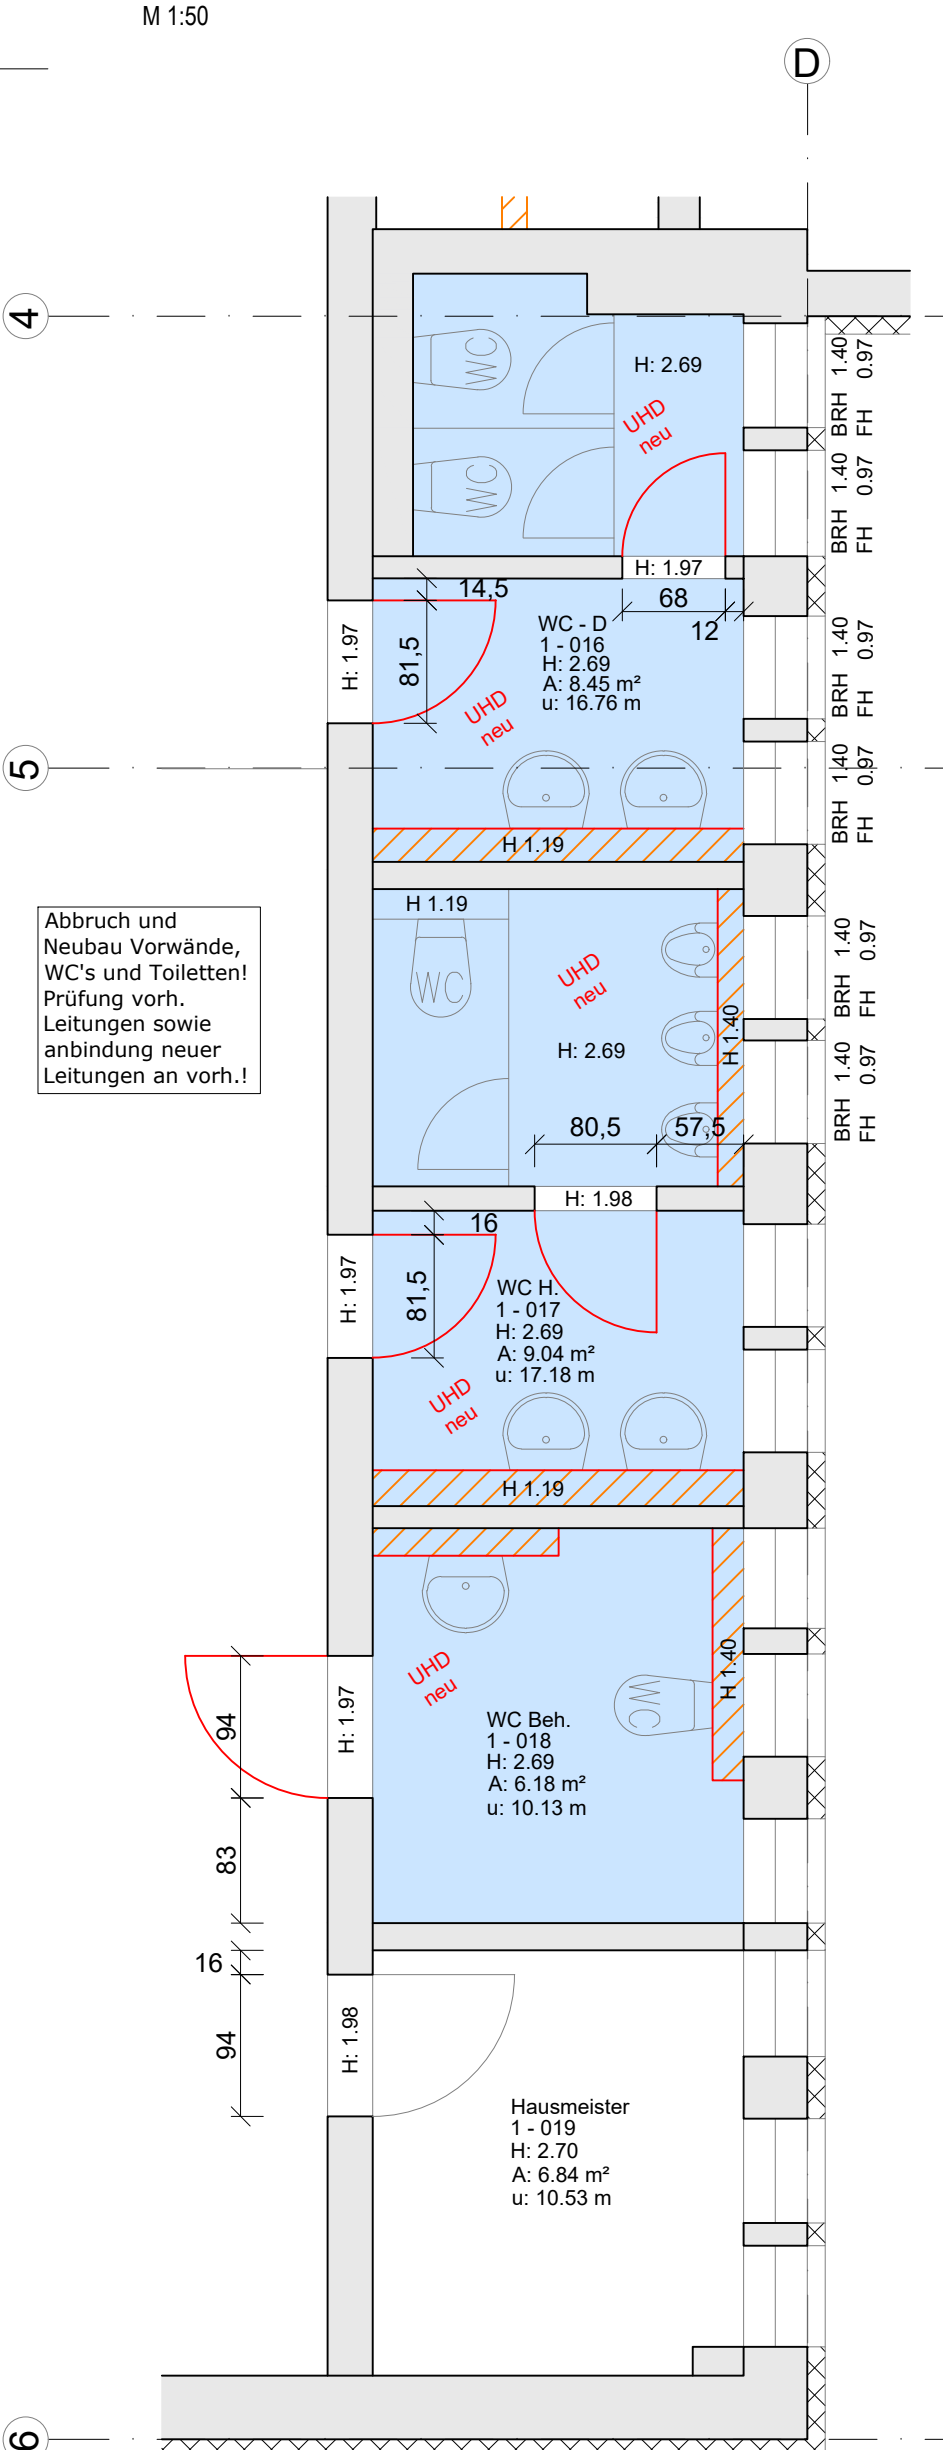 M 1:50
D
4
WC
H: 2.69
UHD
neu
BRH 1.40
FH 0.97
WC
BRH 1.40
FH 0.97
H: 1.97
14,5
68
12
H: 1.97
81,5
WC - D
1 - 016
H: 2.69
A: 8.45 m²
u: 16.76 m
UHD
neu
BRH 1.40
FH 0.97
5
BRH 1.40
FH 0.97
H 1.19
Abbruch und
Neubau Vorwände,
WC's und Toiletten!
Prüfung vorh.
Leitungen sowie
anbindung neuer
Leitungen an vorh.!
H 1.19
WC
UHD
neu
H: 2.69
H 1.40
BRH 1.40
FH 0.97
BRH 1.40
FH 0.97
80,5
57,5
H: 1.98
16
H: 1.97
81,5
WC H.
1 - 017
H: 2.69
A: 9.04 m²
u: 17.18 m
UHD
neu
H 1.19
UHD
neu
WC
H 1.40
94
H: 1.97
WC Beh.
1 - 018
H: 2.69
A: 6.18 m²
u: 10.13 m
83
16
94
H: 1.98
Hausmeister
1 - 019
H: 2.70
A: 6.84 m²
u: 10.53 m
6